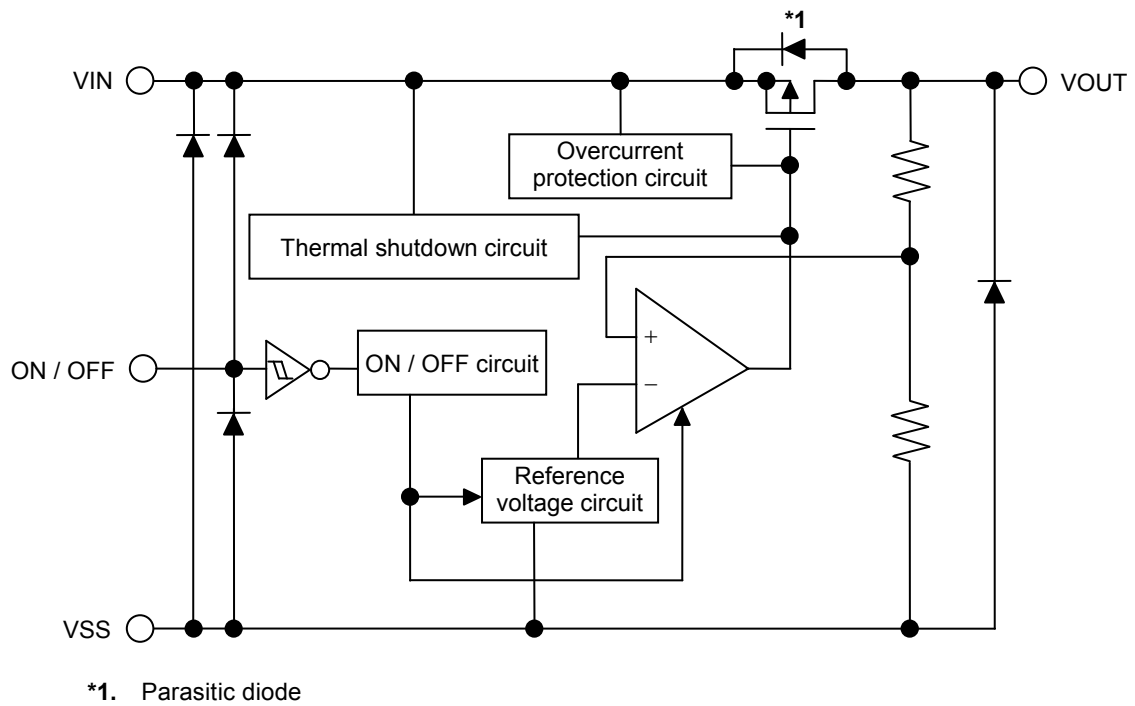 *1
VIN
VOUT
Overcurrent
protection circuit
Thermal shutdown circuit
ON / OFF
ON / OFF circuit
+
−
Reference
voltage circuit
VSS
*1. Parasitic diode